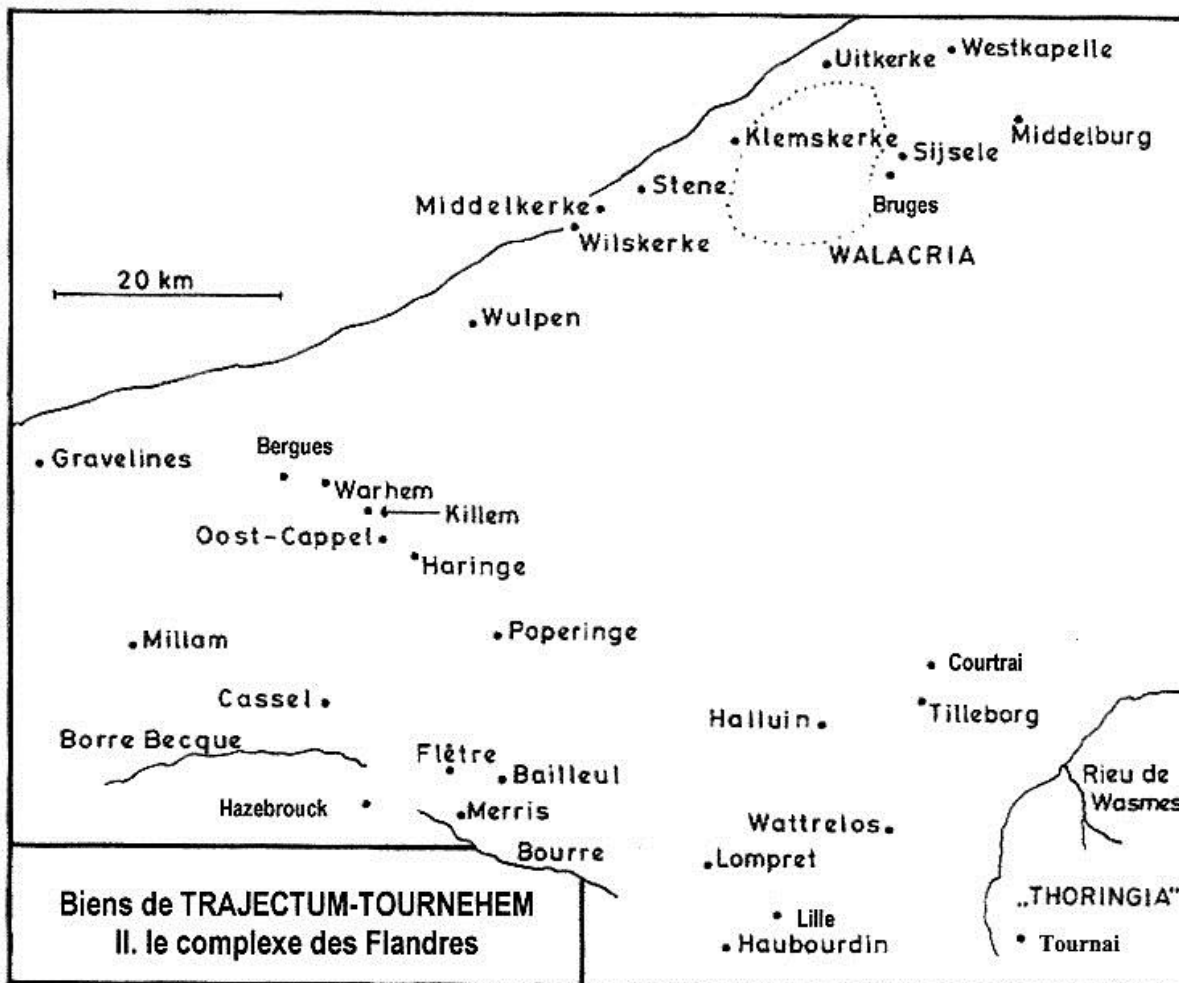 Uitkerke
Westkapelle
Klemskerke
Middelburg
Sijsele
Stene
Bruges
Middelkerke
Wilskerke
WALACRIA
20 km
Wulpen
Gravelines
Bergues
Warhem
Killem
Oost-Cappel
Haringe
Millam
Poperinge
Courtrai
Cassel
Tilleborg
Halluin
Borre Becque
Flêtre
Bailleul
Rieu de
Wasmes
Hazebrouck
Merris
Wattrelos
Bourre
Lompret
„THORINGIA"
Lille
Haubourdin
Tournai
Biens de TRAJECTUM-TOURNEHEM
II. le complexe des Flandres